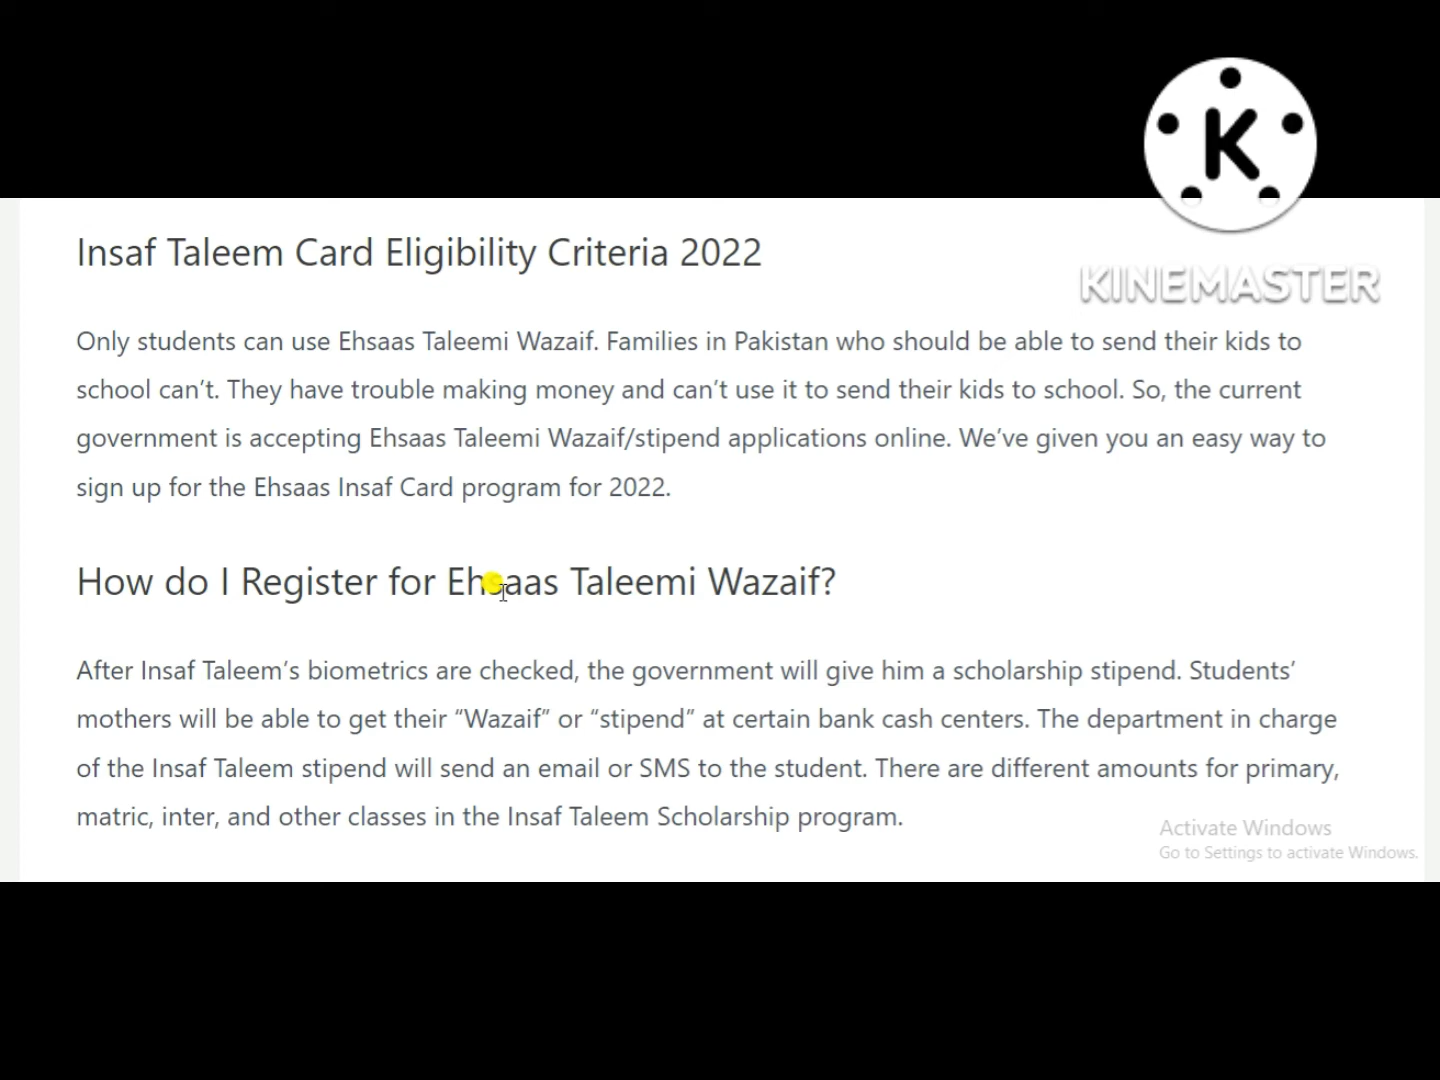 K
KINEMASTER
Insaf Taleem Card Eligibility Criteria 2022
Only students can use Ehsaas Taleemi Wazaif. Families in Pakistan who should be able to send their kids to
school can’t. They have trouble making money and can’t use it to send their kids to school. So, the current
government is accepting Ehsaas Taleemi Wazaif/stipend applications online. We’ve given you an easy way to
sign up for the Ehsaas Insaf Card program for 2022.
How do I Register for Ehsaas Taleemi Wazaif?
After Insaf Taleem’s biometrics are checked, the government will give him a scholarship stipend. Students’
mothers will be able to get their “Wazaif” or “stipend” at certain bank cash centers. The department in charge
of the Insaf Taleem stipend will send an email or SMS to the student. There are different amounts for primary,
matric, inter, and other classes in the Insaf Taleem Scholarship program.
Activate Windows
Go to Settings to activate Windows.